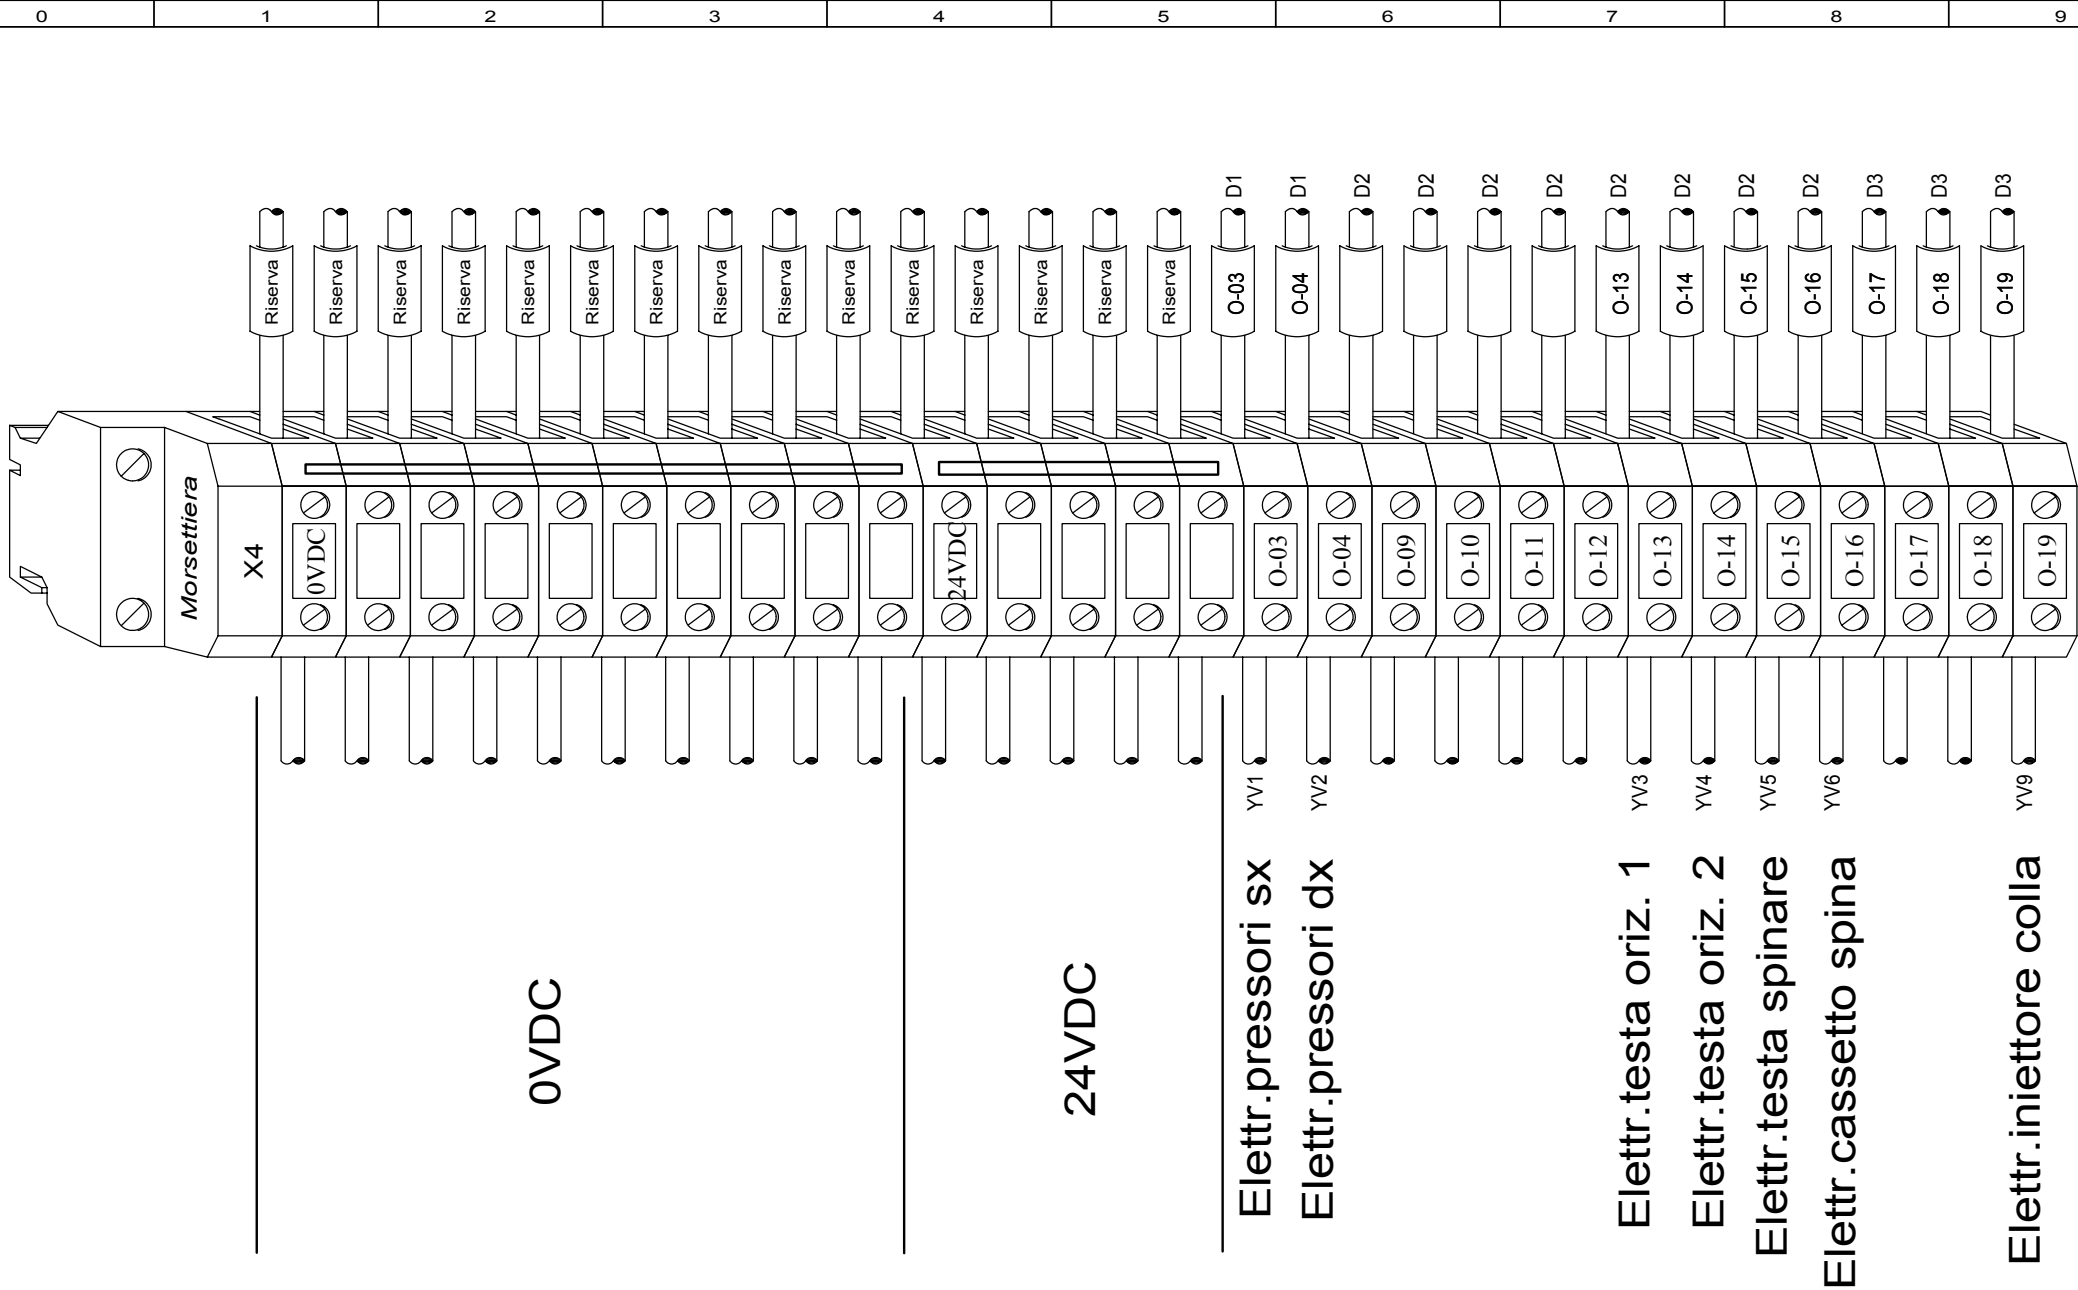 0 1 2 3 4 5 6 7 8 9
D1 D1 D2 D2 D2 D2 D2 D2 D2 D2 D3 D3 D3
Riserva Riserva Riserva Riserva Riserva Riserva Riserva Riserva Riserva Riserva Riserva Riserva Riserva Riserva Riserva O-03 O-04 O-13 O-14 O-15 O-16 O-17 O-18 O-19
Morsettiera
X4
0VDC 24VDC O-03 O-04 O-09 O-10 O-11 O-12 O-13 O-14 O-15 O-16 O-17 O-18 O-19
YV1 YV2 YV3 YV4 YV5 YV6 YV9
0VDC
24VDC
Elettr.pressori sx
Elettr.pressori dx
Elettr.testa oriz. 1
Elettr.testa oriz. 2
Elettr.testa spinare
Elettr.cassetto spina
Elettr.iniettore colla